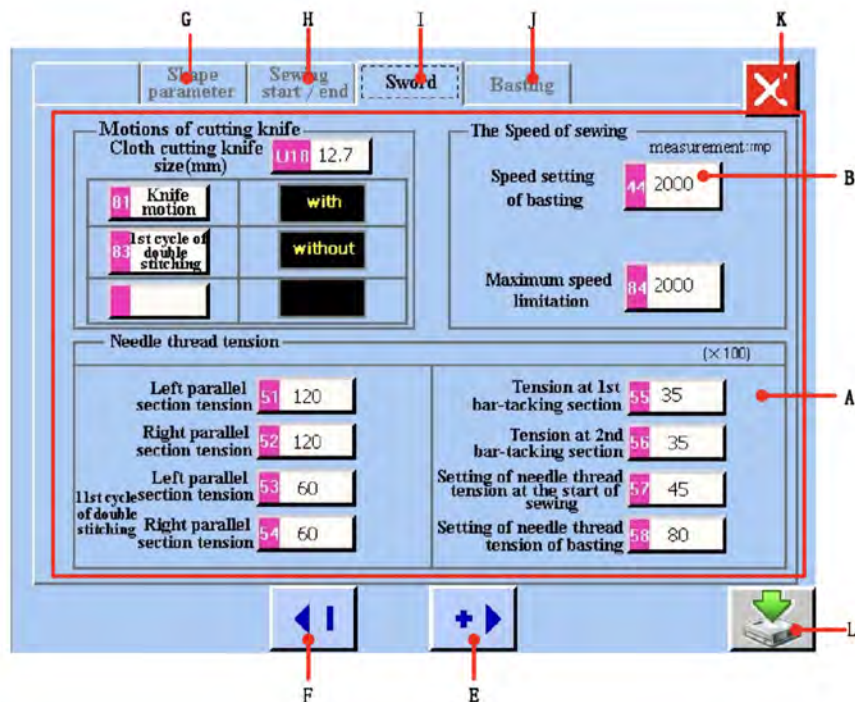 G H I J K
Shape
parameter
Sewing
start / end
Sword
Basting
X
Motions of cutting knife
Cloth cutting knife
size(mm)
U18 12.7
81 Knife
motion
with
83 1st cycle of
double
stitching
without
The Speed of sewing
measurement:rmp
Speed setting
of basting
44 2000
B
Maximum speed
limitation
84 2000
Needle thread tension
(×100)
Left parallel
section tension
51 120
Right parallel
section tension
52 120
11st cycle
of double
stitching
Left parallel
section tension
53 60
Right parallel
section tension
54 60
Tension at 1st
bar-tacking section
55 35
A
Tension at 2nd
bar-tacking section
56 35
Setting of needle thread
tension at the start of
sewing
57 45
Setting of needle thread
tension of basting
58 80
L
F E